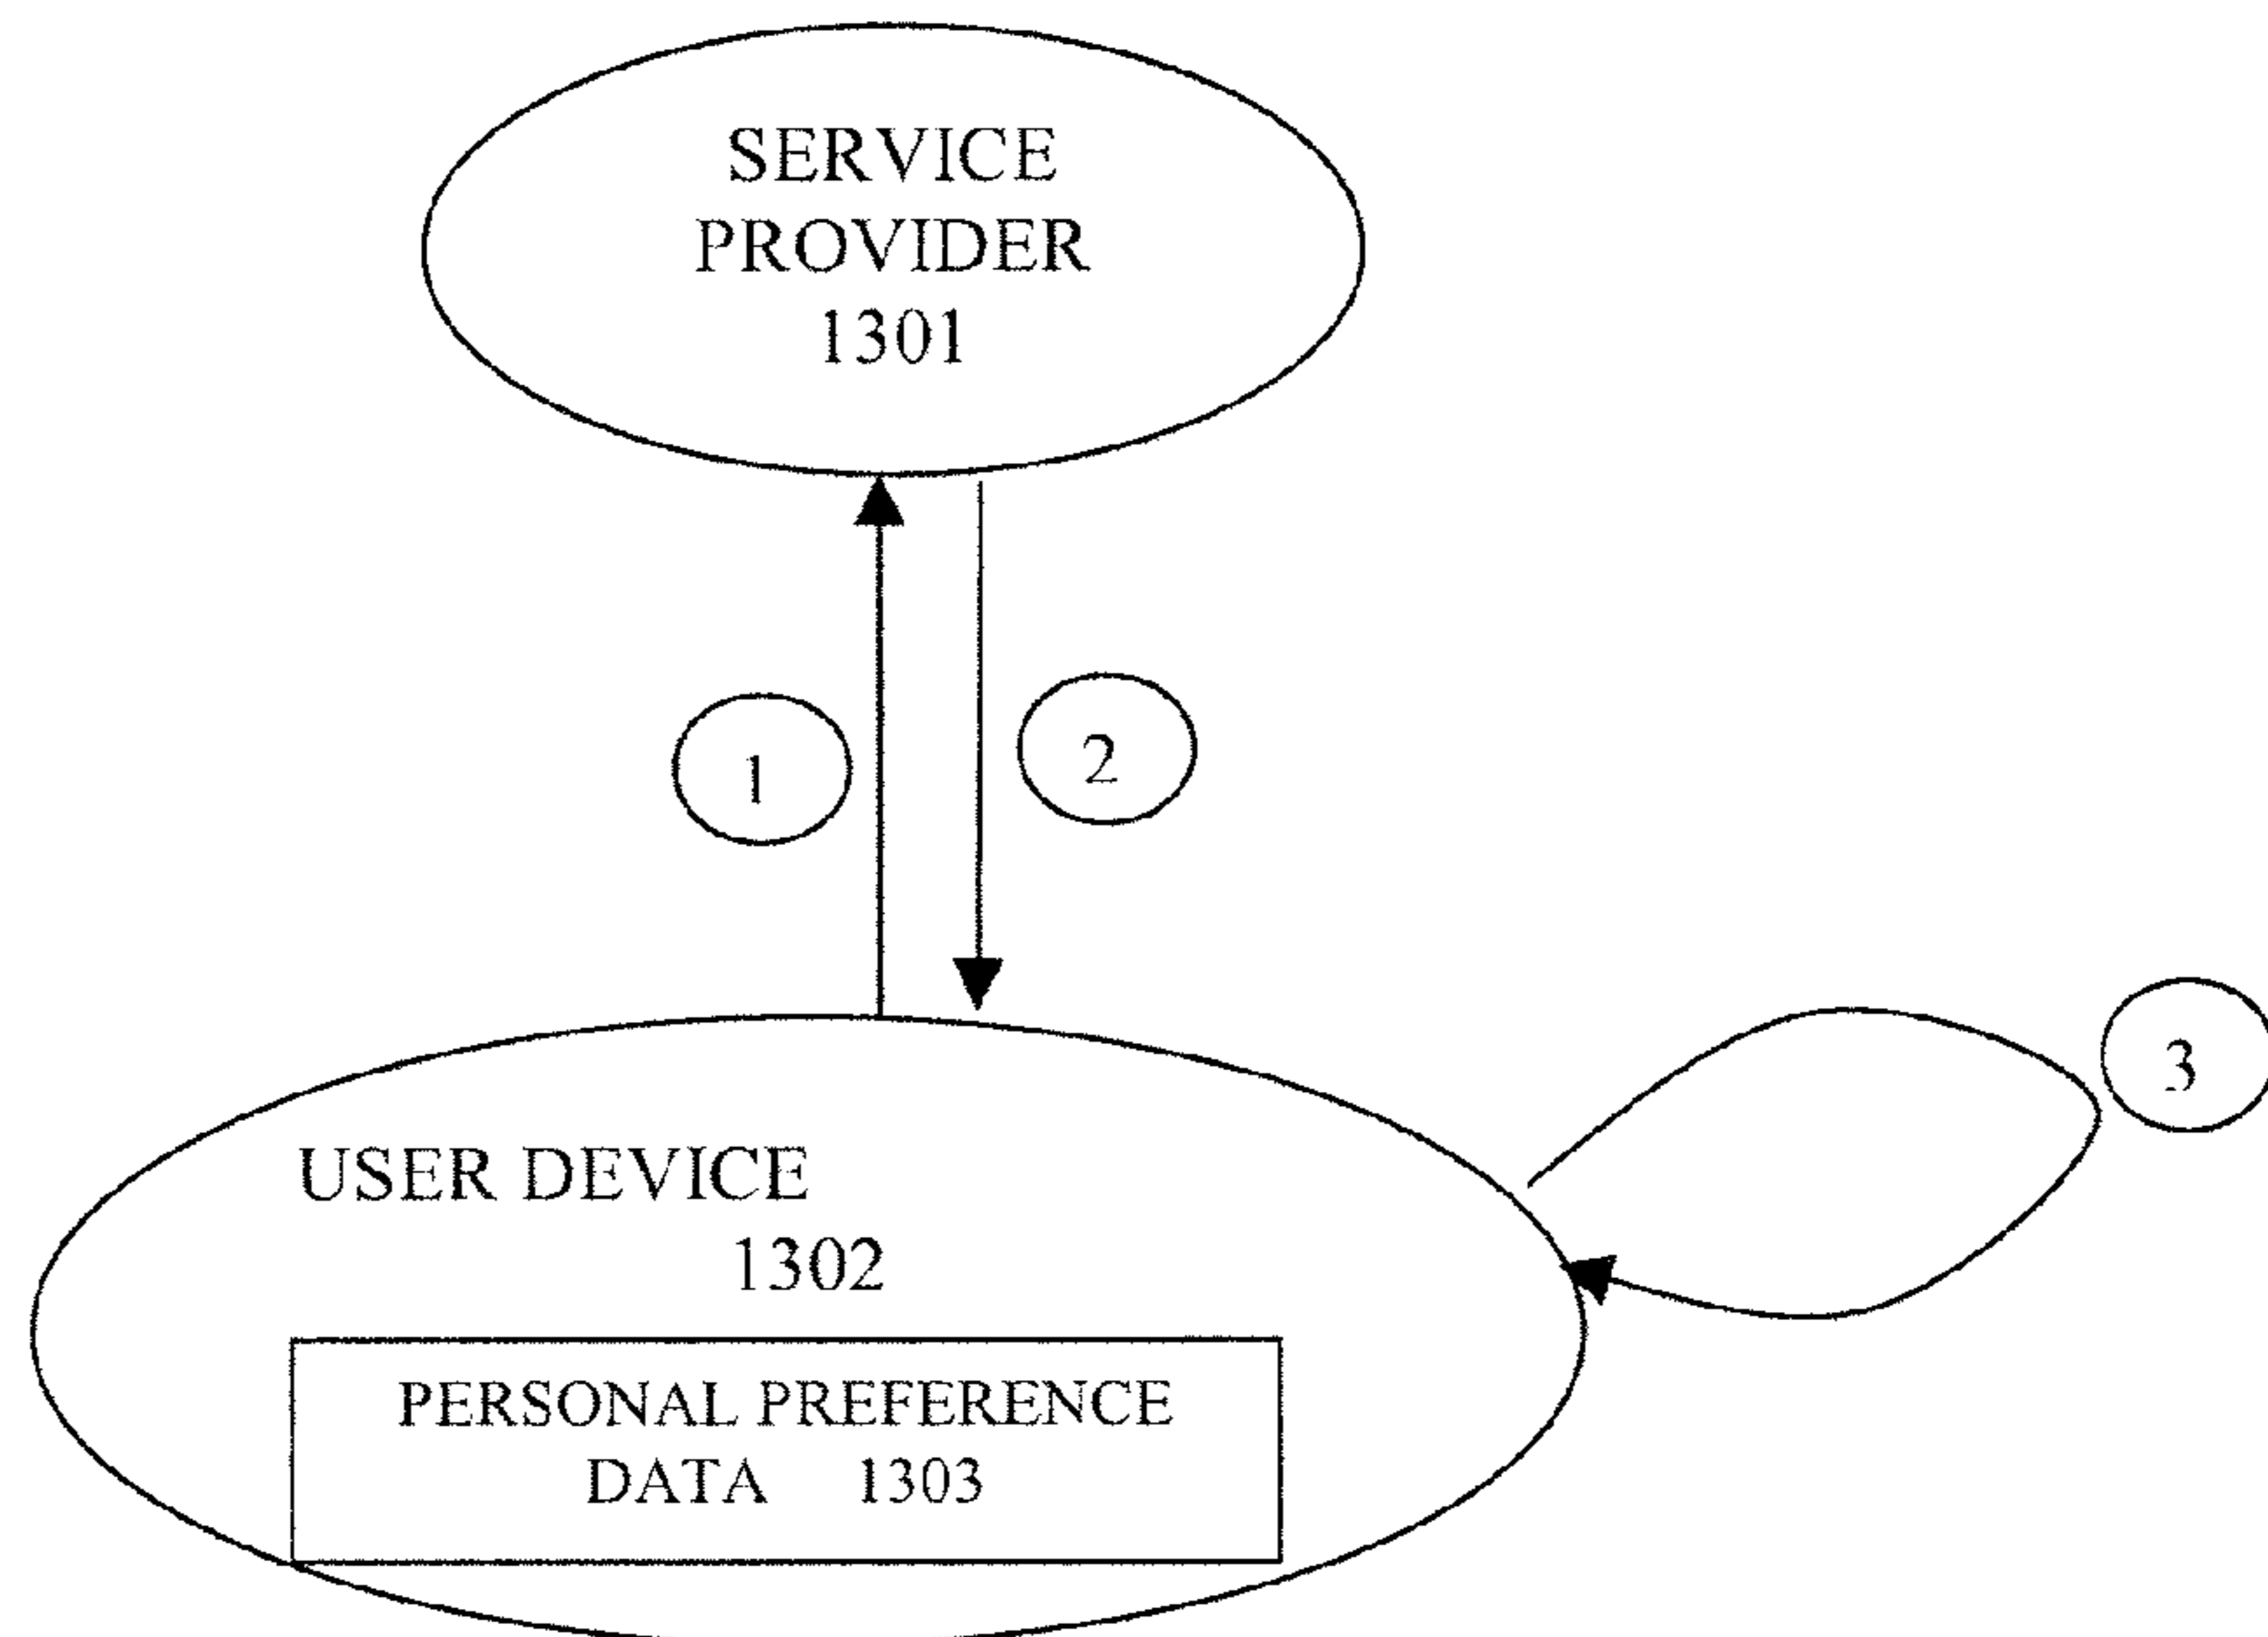 SERVICE
PROVIDER
1301
1
2
3
USER DEVICE
1302
PERSONAL PREFERENCE
DATA 1303